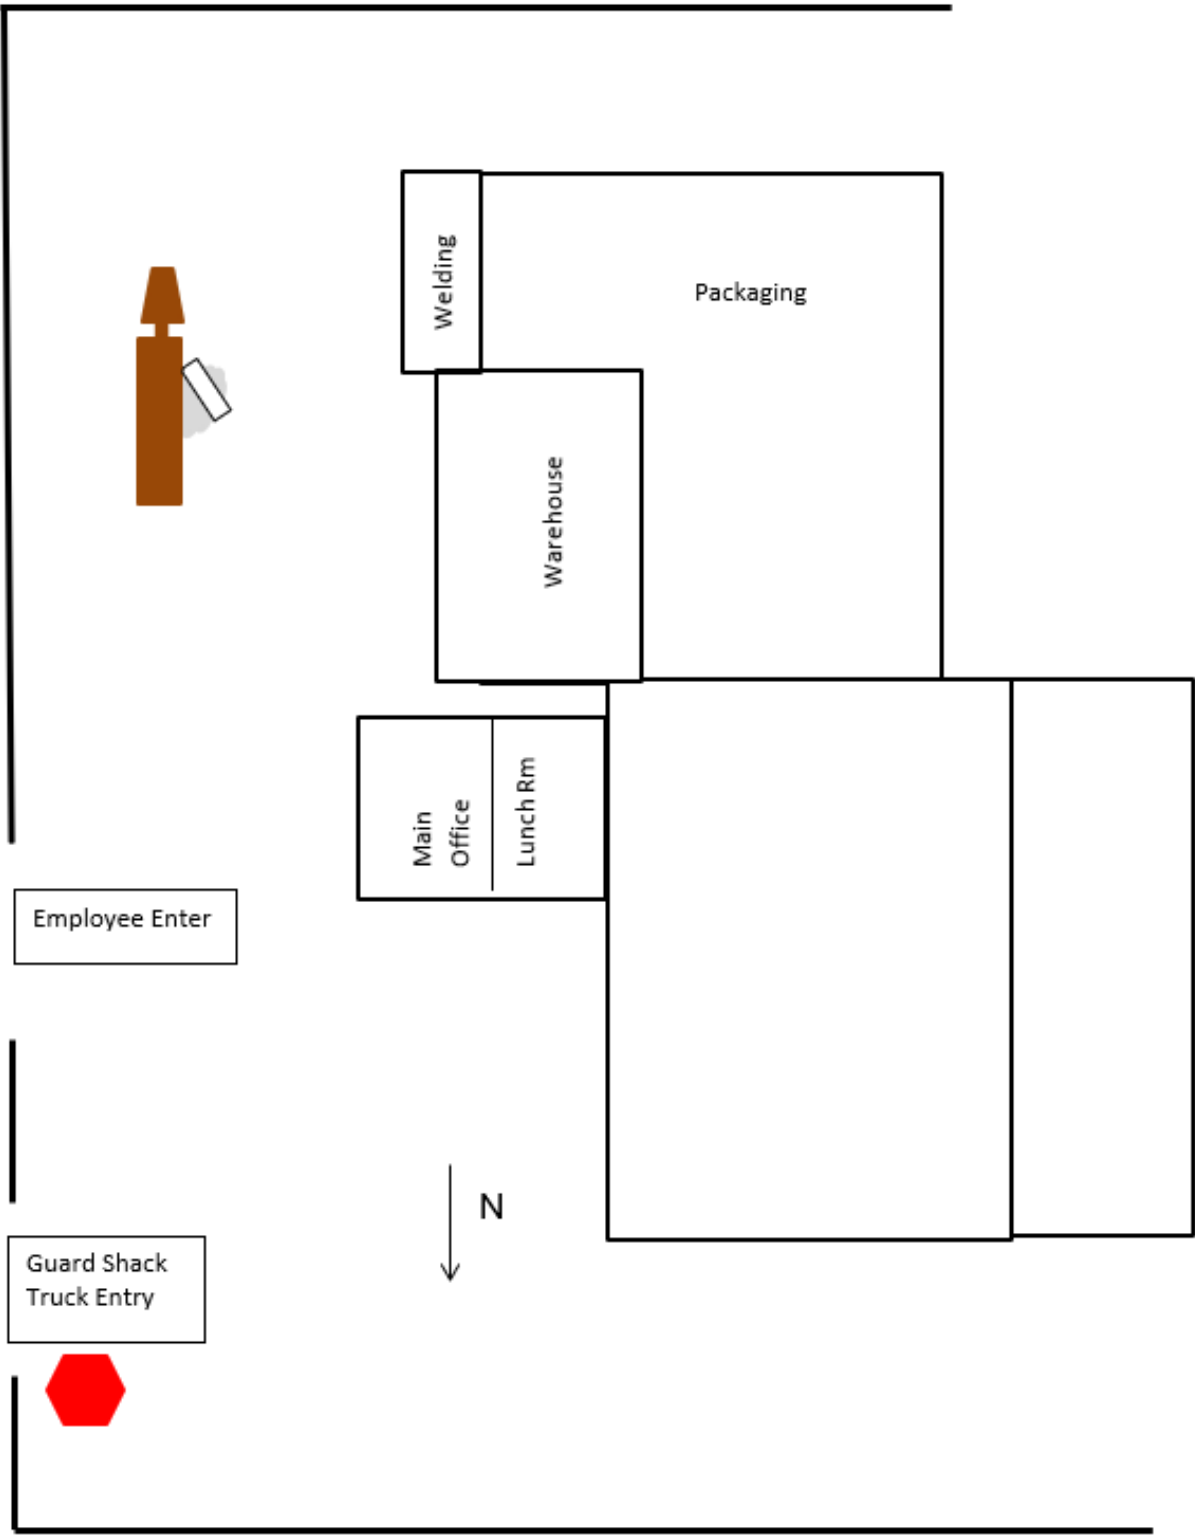 Welding
Packaging
Warehouse
Main
Office
Lunch Rm
Employee Enter
N
Guard Shack
Truck Entry